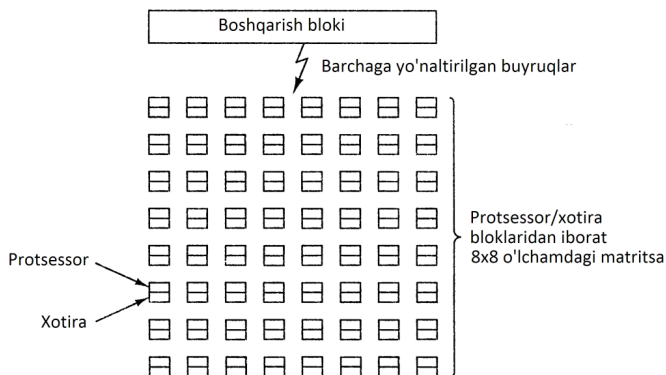 Boshqarish bloki
Barchaga yo'naltirilgan buyruqlar
Protsessor/xotira
bloklaridan iborat
8x8 o'lchamdagi matritsa
Protsessor
Xotira